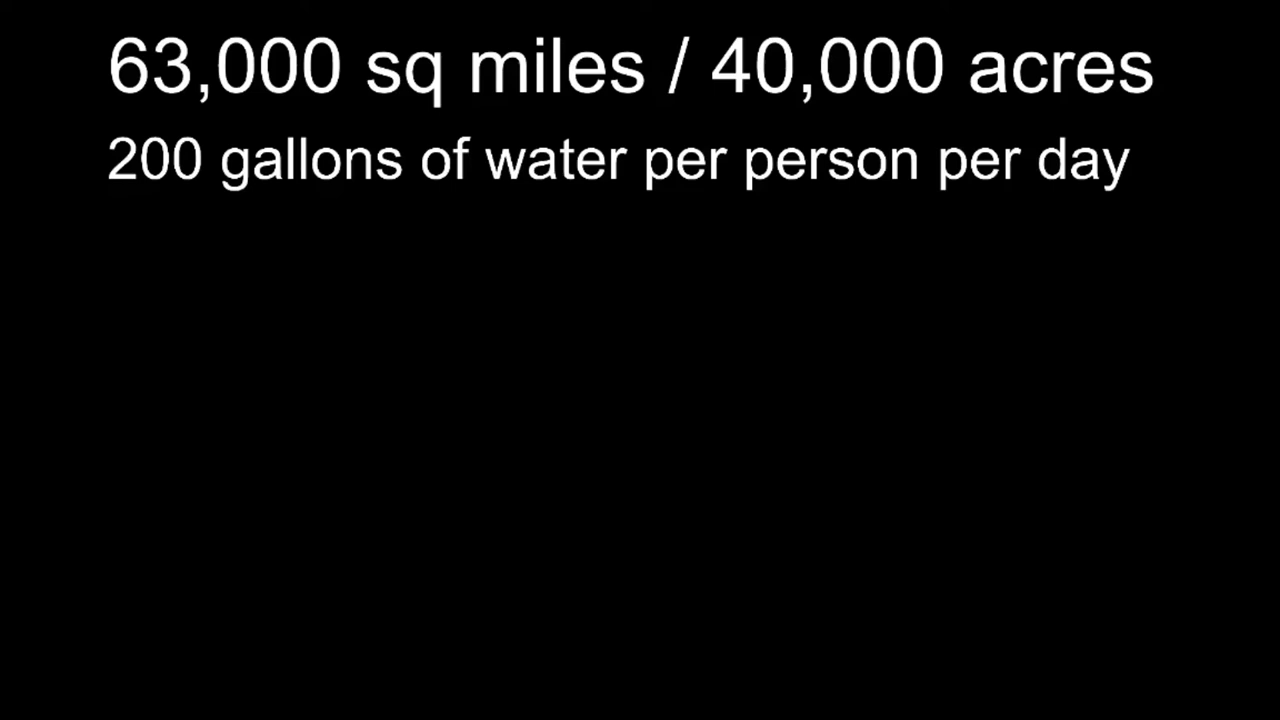 63,000 sq miles / 40,000 acres
200 gallons of water per person per day